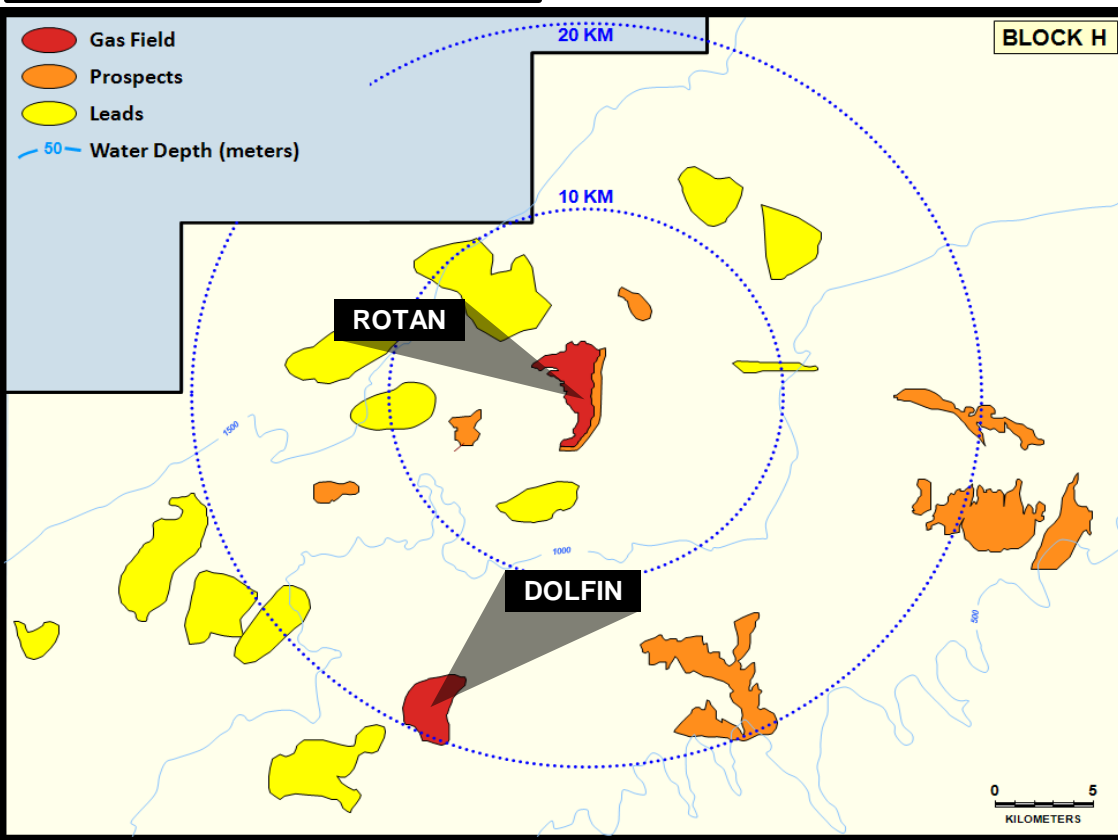 Gas Field
Prospects
Leads
50 Water Depth (meters)
20 KM
BLOCK H
10 KM
ROTAN
1500
1000
DOLFIN
500
0 5
KILOMETERS